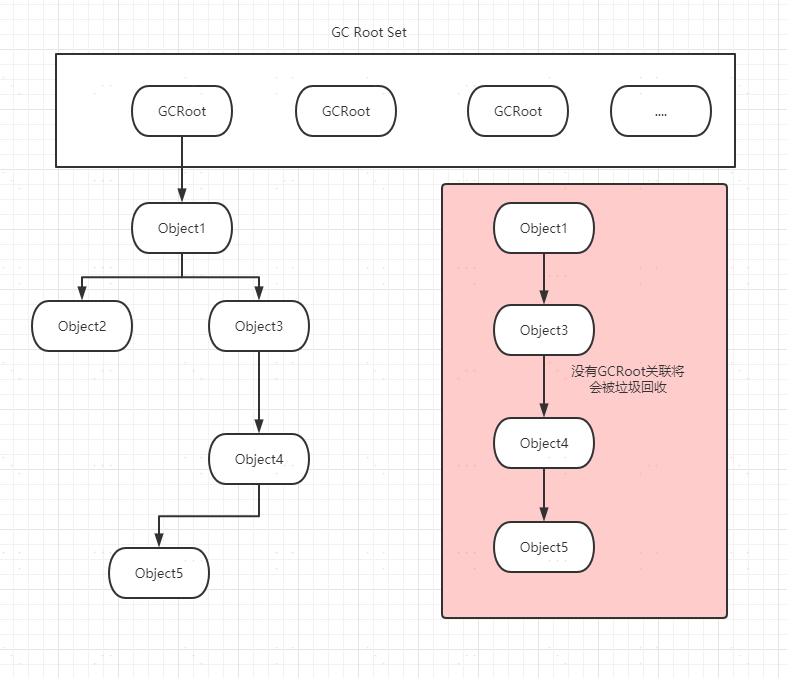 GC Root Set
GCRoot
GCRoot
GCRoot
....
Object1
Object2
Object3
Object4
Object5
Object1
Object3
没有GCRoot关联将
会被垃圾回收
Object4
Object5